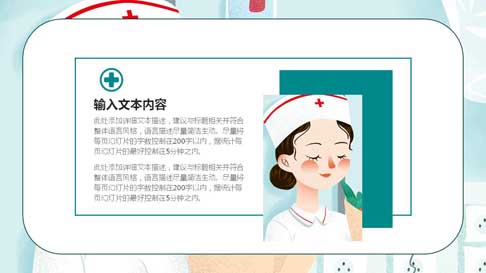 输入文本内容
此处添加详细文本描述，建议与标题相关并符合
整体语言风格，语言描述尽量简洁生动。尽量将
每页幻灯片的字数控制在200字以内，据统计每
页幻灯片的最好控制在5分钟之内。
此处添加详细文本描述，建议与标题相关并符合
整体语言风格，语言描述尽量简洁生动。尽量将
每页幻灯片的字数控制在200字以内，据统计每
页幻灯片的最好控制在5分钟之内。